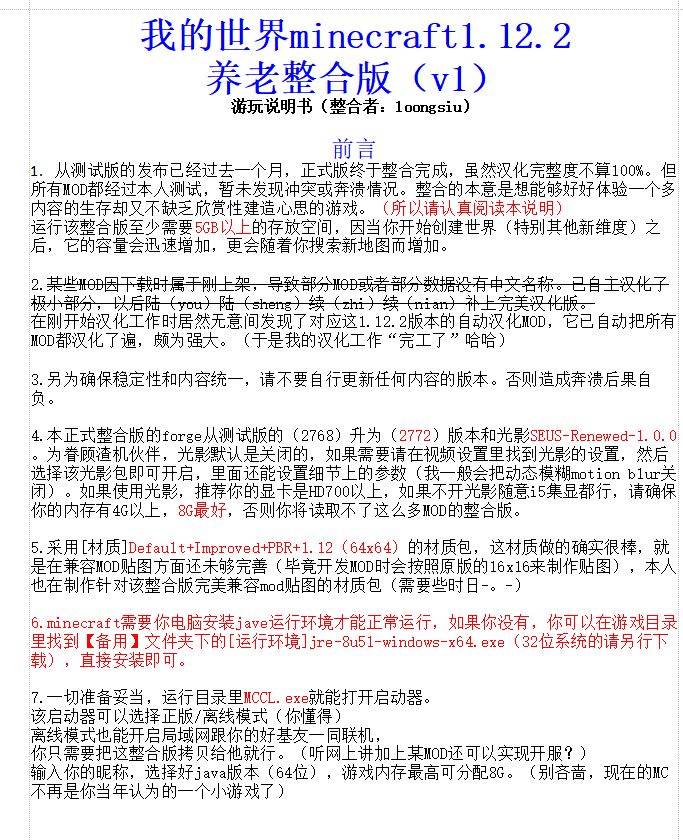 我的世界minecraft1.12.2
养老整合版（v1）
游玩说明书（整合者：loongsiu）
前言
1. 从测试版的发布已经过去一个月，正式版终于整合完成，虽然汉化完整度不算100%。但
所有MOD都经过本人测试，暂未发现冲突或奔溃情况。整合的本意是想能够好好体验一个多
内容的生存却又不缺乏欣赏性建造心思的游戏。（所以请认真阅读本说明）
运行该整合版至少需要5GB以上的存放空间，因当你开始创建世界（特别其他新维度）之
后，它的容量会迅速增加，更会随着你搜索新地图而增加。
2.某些MOD因下载时属于刚上架，导致部分MOD或者部分数据没有中文名称。已自主汉化了
极小部分，以后陆（you）陆（sheng）续（zhi）续（nian）补上完美汉化版。
在刚开始汉化工作时居然无意间发现了对应这1.12.2版本的自动汉化MOD，它已自动把所有
MOD都汉化了遍，颇为强大。（于是我的汉化工作“完工了”哈哈）
3.另为确保稳定性和内容统一，请不要自行更新任何内容的版本。否则造成奔溃后果自
负。
4.本正式整合版的forge从测试版的（2768）升为（2772）版本和光影SEUS-Renewed-1.0.0
。为眷顾渣机伙伴，光影默认是关闭的，如果需要请在视频设置里找到光影的设置，然后
选择该光影包即可开启，里面还能设置细节上的参数（我一般会把动态模糊motion blur关
闭）。如果使用光影，推荐你的显卡是HD700以上，如果不开光影随意i5集显都行，请确保
你的内存有4G以上，8G最好，否则你将读取不了这么多MOD的整合版。
5.采用[材质]Default+Improved+PBR+1.12（64x64）的材质包，这材质做的确实很棒，就
是在兼容MOD贴图方面还未够完善（毕竟开发MOD时会按照原版的16x16来制作贴图），本人
也在制作针对该整合版完美兼容mod贴图的材质包（需要些时日-。-）
6.minecraft需要你电脑安装jave运行环境才能正常运行，如果你没有，你可以在游戏目录
里找到【备用】文件夹下的[运行环境]jre-8u51-windows-x64.exe（32位系统的请另行下
载），直接安装即可。
7.一切准备妥当，运行目录里MCCL.exe就能打开启动器。
该启动器可以选择正版/离线模式（你懂得）
离线模式也能开启局域网跟你的好基友一同联机，
你只需要把这整合版拷贝给他就行。（听网上讲加上某MOD还可以实现开服？）
输入你的昵称，选择好java版本（64位），游戏内存最高可分配8G。（别吝啬，现在的MC
不再是你当年认为的一个小游戏了）